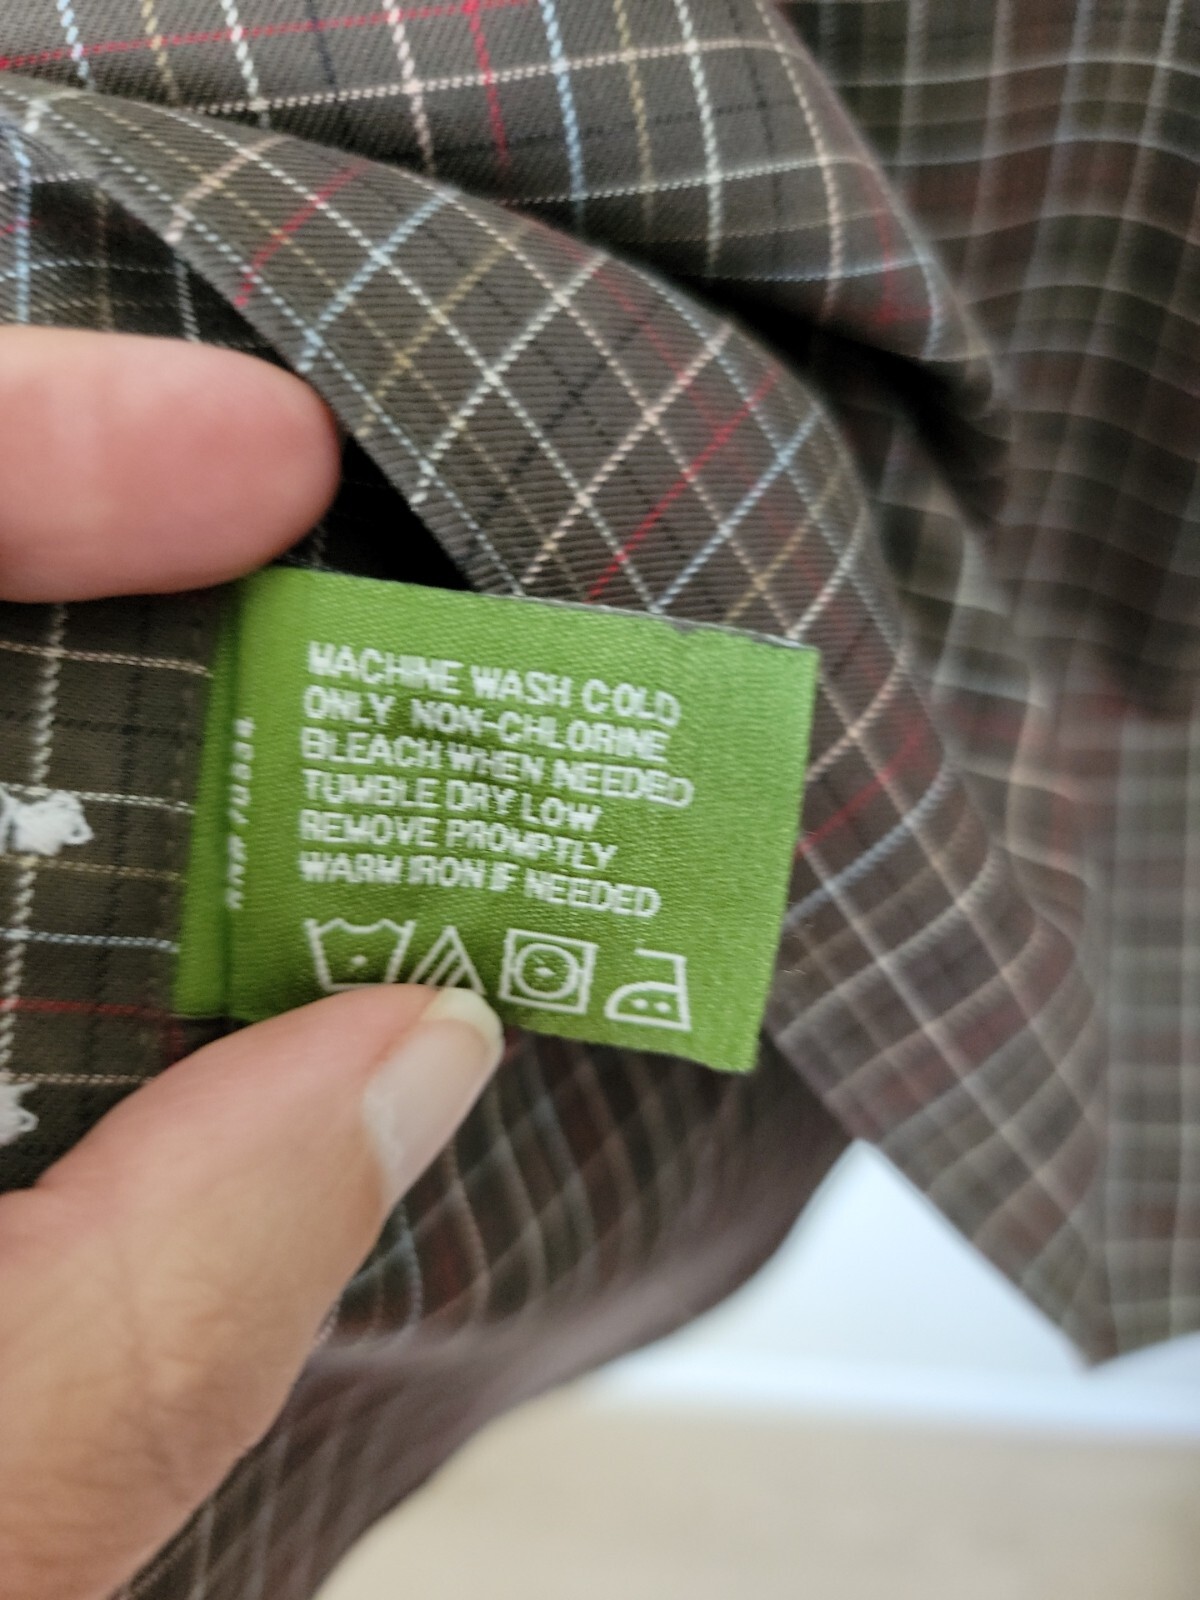 MACHINE WASH COLD
ONLY NON-CHLORINE
BLEACH WHEN NEEDED
TUMBLE DRY LOW
REMOVE PROMPTLY
WARM IRON IF NEEDED